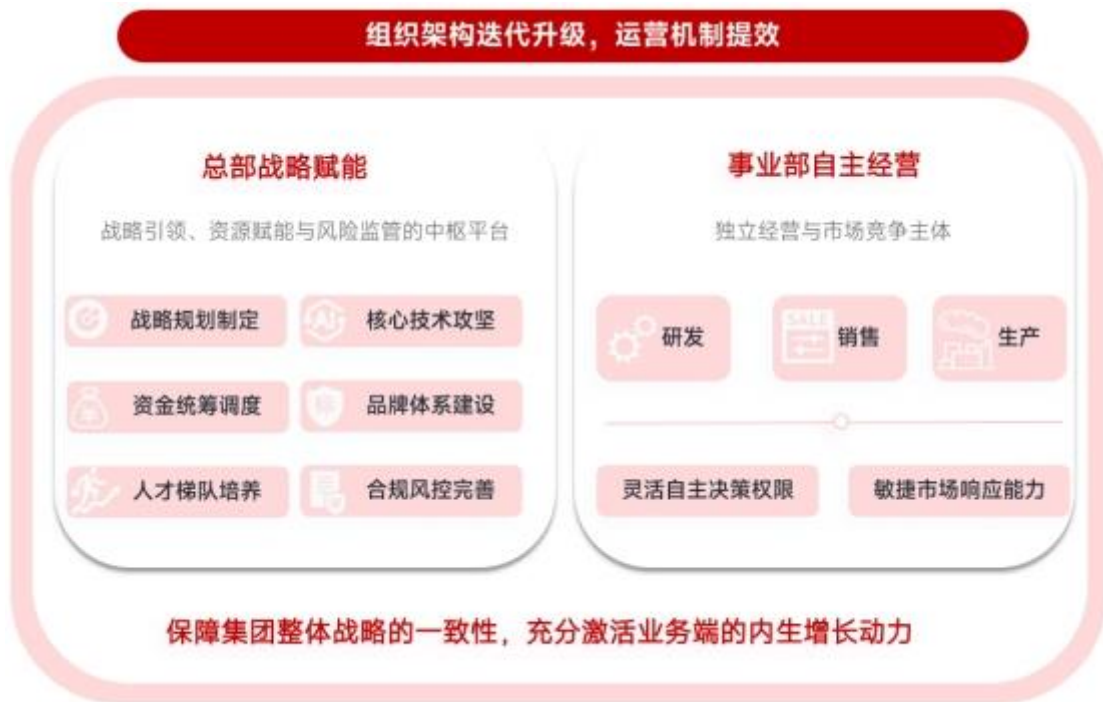 组织架构迭代升级，运营机制提效
总部战略赋能
战略引领、资源赋能与风险监管的中枢平台
战略规划制定
核心技术攻坚
资金统筹调度
品牌体系建设
人才梯队培养
合规风控完善
事业部自主经营
独立经营与市场竞争主体
研发
SALE
销售
生产
灵活自主决策权限
敏捷市场响应能力
保障集团整体战略的一致性，充分激活业务端的内生增长动力